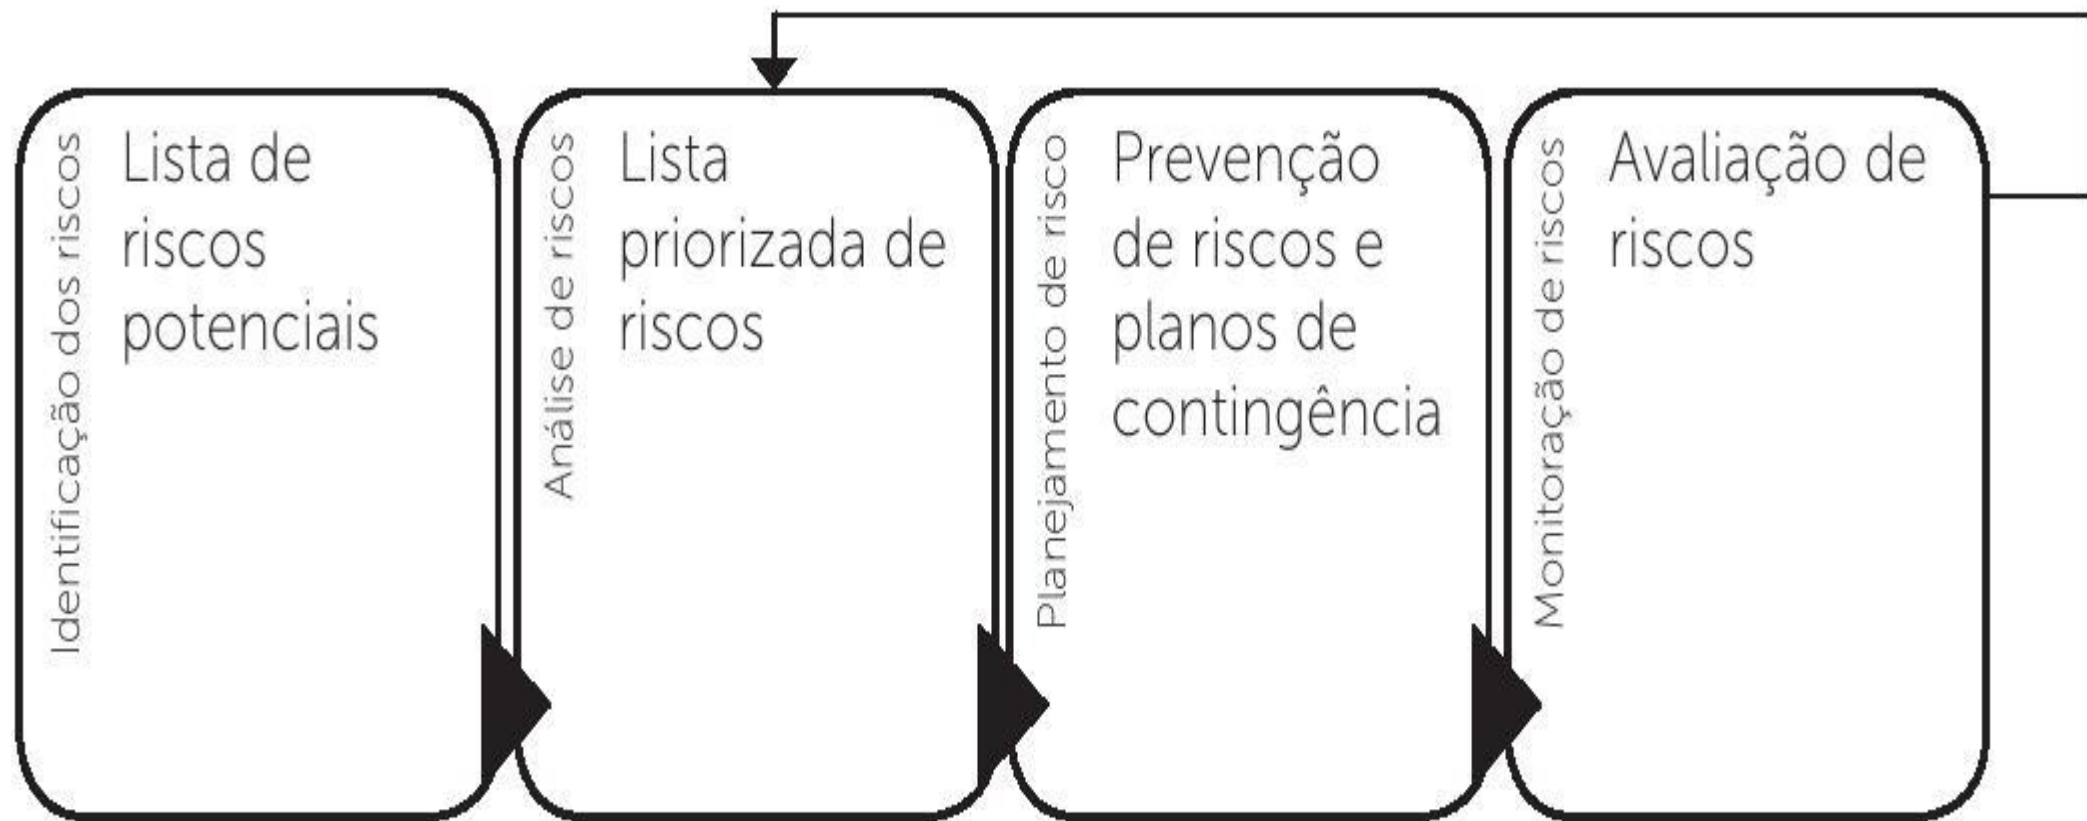 Identificação dos riscos
Lista de
riscos
potenciais
Análise de riscos
Lista
priorizada de
riscos
Planejamento de risco
Prevenção
de riscos e
planos de
contingência
Monitoração de riscos
Avaliação de
riscos